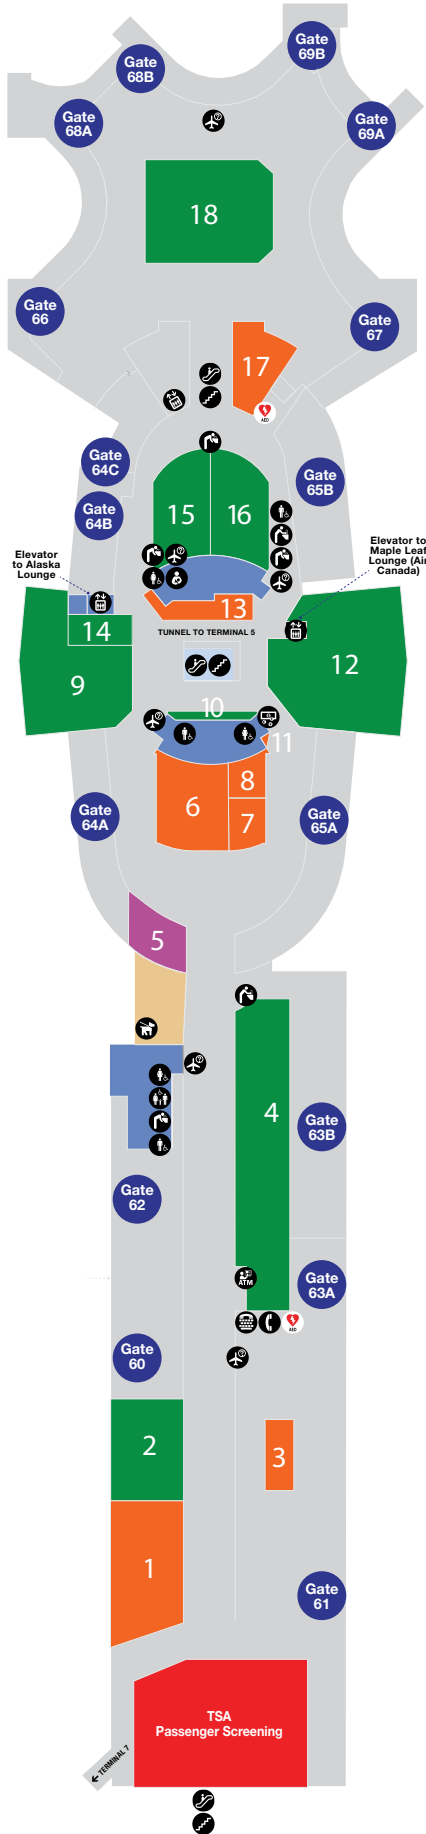 Gate
69B
Gate
68B
Gate
68A
Gate
69A
?
18
Gate
66
Gate
67
17
AED
Gate
64C
Gate
65B
Gate
64B
15
16
?
?
Elevator
to Alaska
Lounge
Elevator to
Maple Leaf
Lounge (Air
Canada)
13
14
TUNNEL TO TERMINAL 5
9
12
10
?
11
8
6
7
Gate
64A
Gate
65A
5
?
4
Gate
63B
Gate
62
ATM
Gate
63A
AED
Gate
60
?
2
3
1
Gate
61
TSA
Passenger Screening
← TERMINAL 7